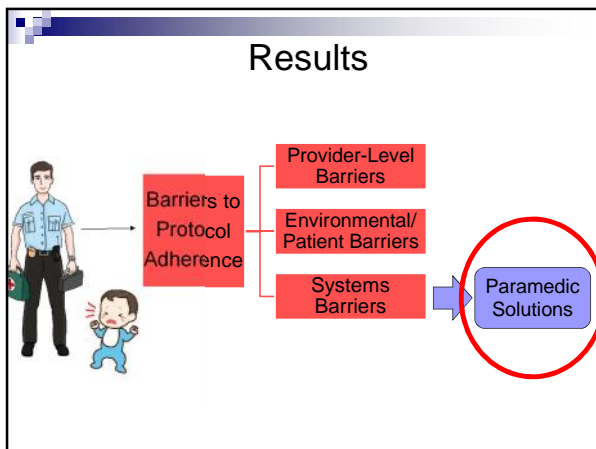 Results
Barriers to
Protocol
Adherence
Provider-Level
Barriers
Environmental/
Patient Barriers
Systems
Barriers
Paramedic
Solutions